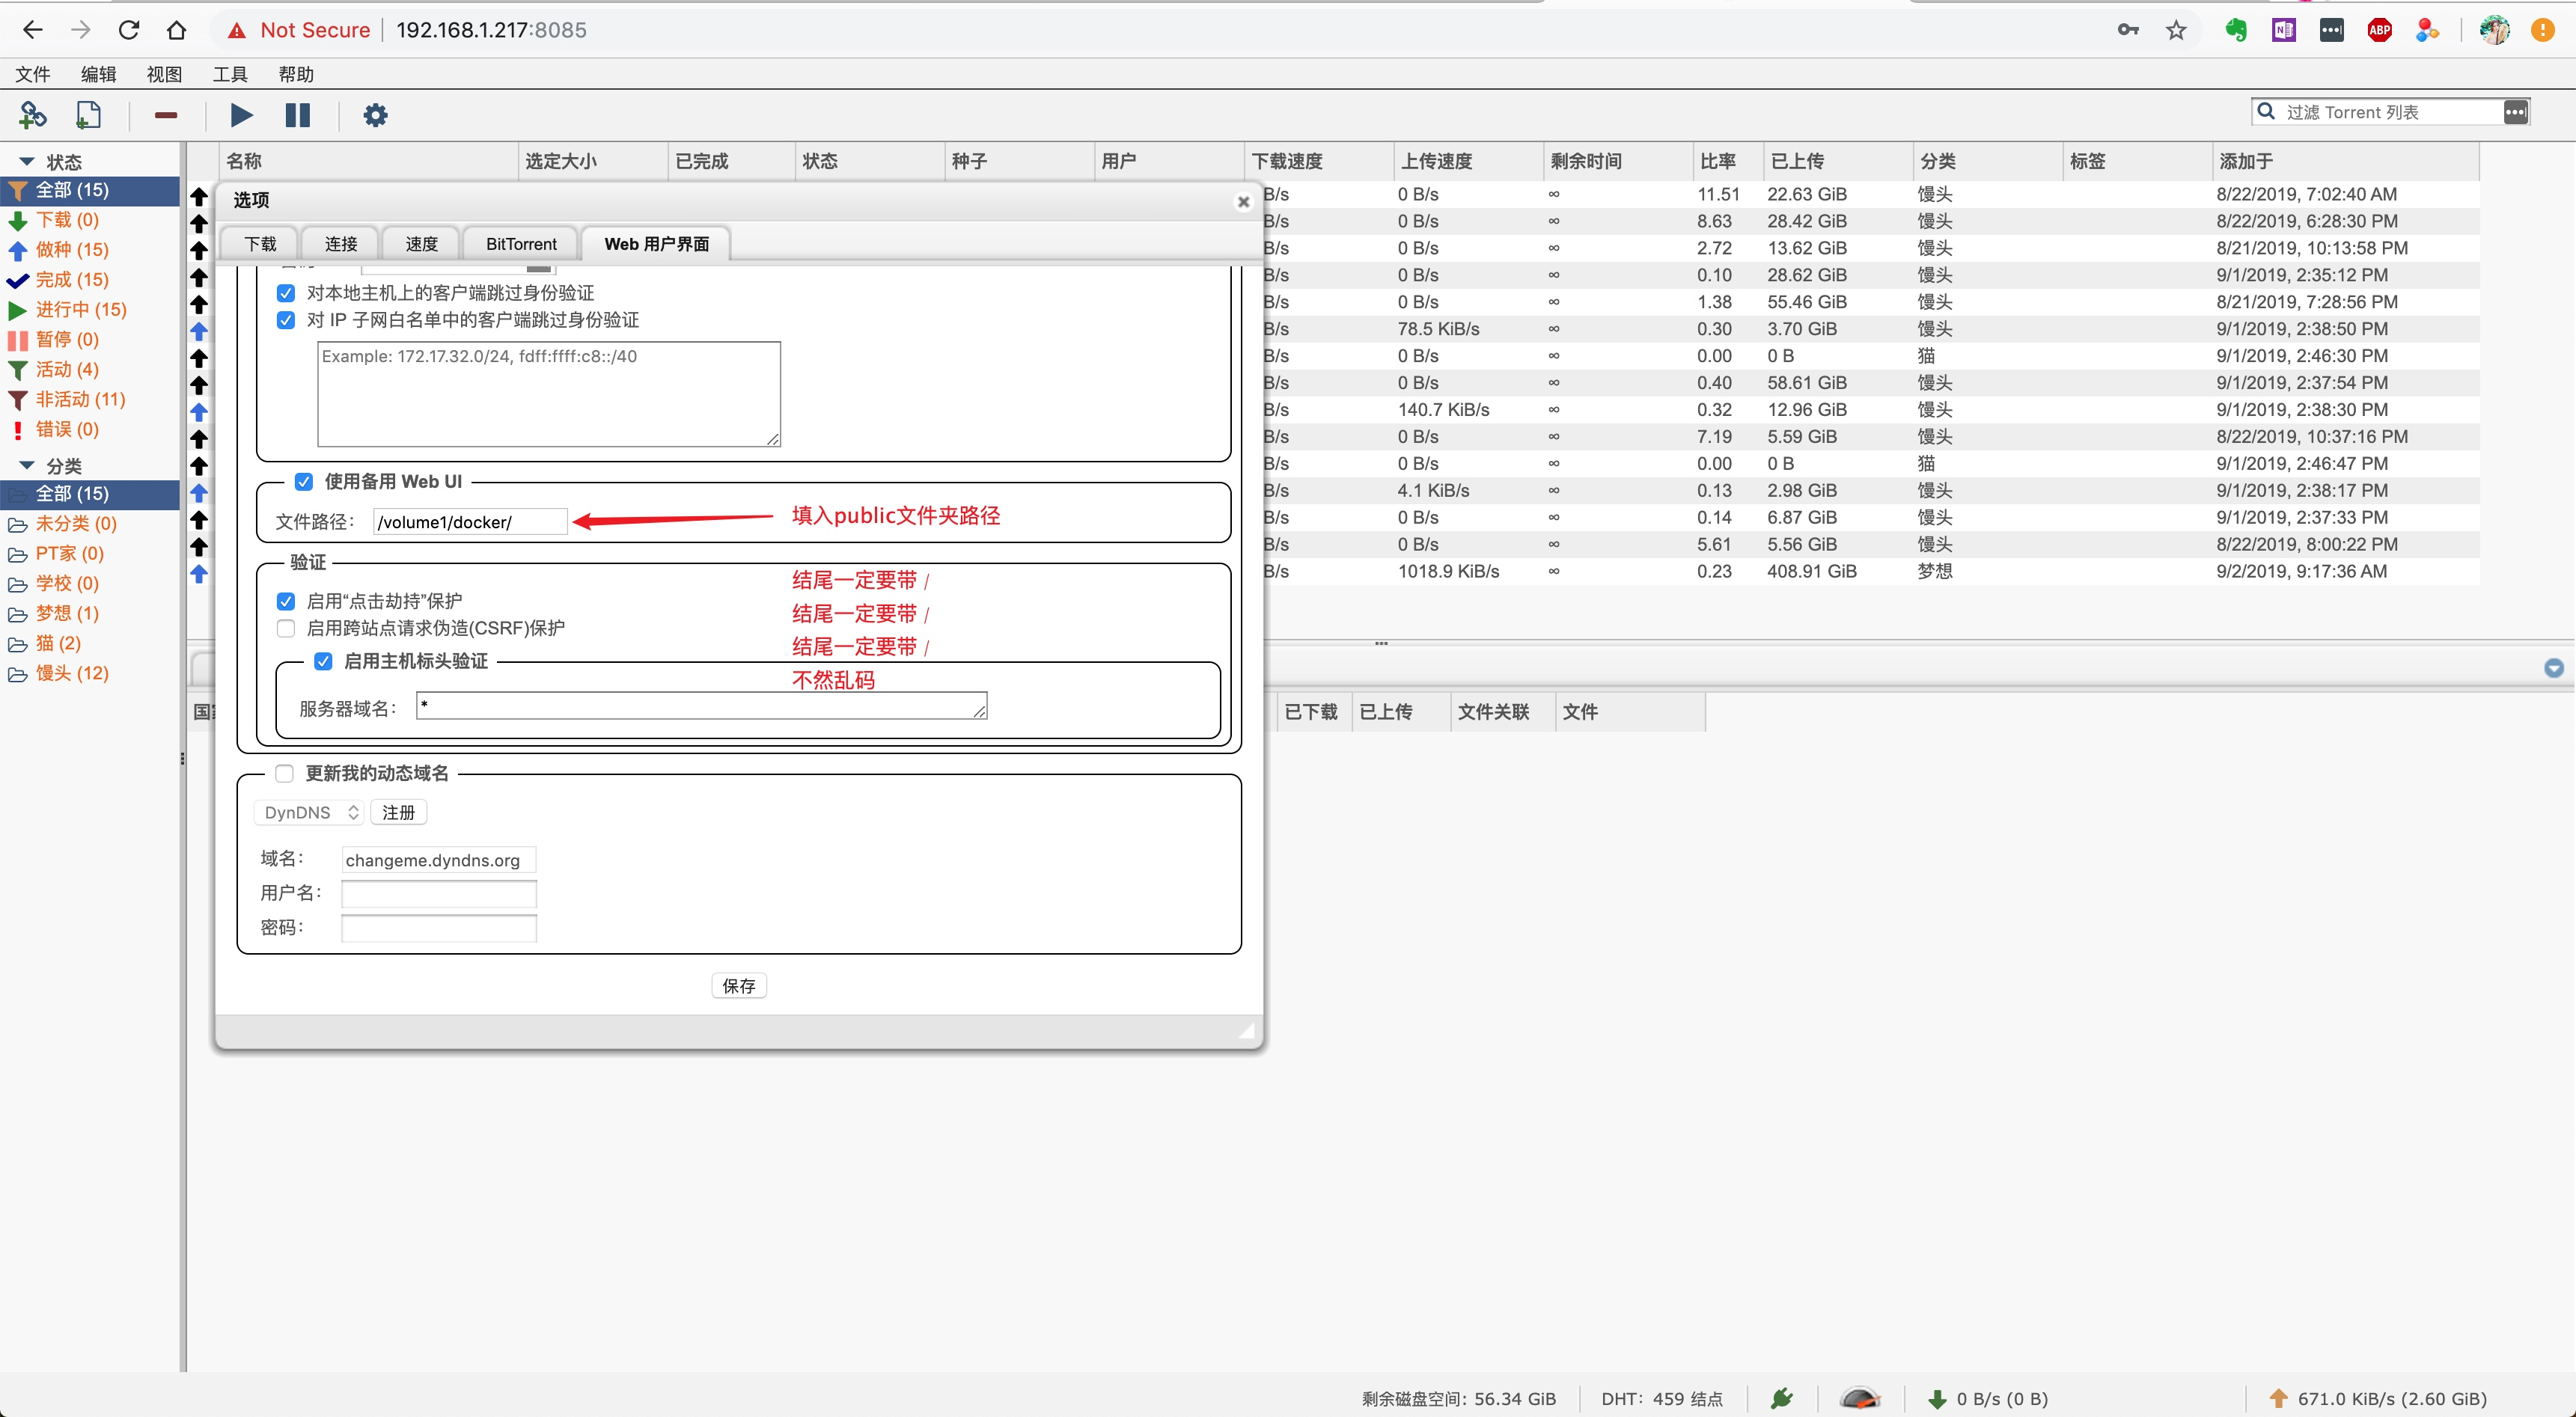 Not Secure 192.168.1.217:8085
ABP
文件 编辑 视图 工具 帮助
过滤 Torrent 列表
状态
全部 (15)
下载 (0)
做种 (15)
完成 (15)
进行中 (15)
暂停 (0)
活动 (4)
非活动 (11)
错误 (0)
分类
全部 (15)
未分类 (0)
PT家 (0)
学校 (0)
梦想 (1)
猫 (2)
馒头 (12)
名称 选定大小 已完成 状态 种子 用户 下载速度 上传速度 剩余时间 比率 已上传 分类 标签 添加于
B/s 0 B/s ∞ 11.51 22.63 GiB 馒头 8/22/2019, 7:02:40 AM
B/s 0 B/s ∞ 8.63 28.42 GiB 馒头 8/22/2019, 6:28:30 PM
B/s 0 B/s ∞ 2.72 13.62 GiB 馒头 8/21/2019, 10:13:58 PM
B/s 0 B/s ∞ 0.10 28.62 GiB 馒头 9/1/2019, 2:35:12 PM
B/s 0 B/s ∞ 1.38 55.46 GiB 馒头 8/21/2019, 7:28:56 PM
B/s 78.5 KiB/s ∞ 0.30 3.70 GiB 馒头 9/1/2019, 2:38:50 PM
B/s 0 B/s ∞ 0.00 0 B 猫 9/1/2019, 2:46:30 PM
B/s 0 B/s ∞ 0.40 58.61 GiB 馒头 9/1/2019, 2:37:54 PM
B/s 140.7 KiB/s ∞ 0.32 12.96 GiB 馒头 9/1/2019, 2:38:30 PM
B/s 0 B/s ∞ 7.19 5.59 GiB 馒头 8/22/2019, 10:37:16 PM
B/s 0 B/s ∞ 0.00 0 B 猫 9/1/2019, 2:46:47 PM
B/s 4.1 KiB/s ∞ 0.13 2.98 GiB 馒头 9/1/2019, 2:38:17 PM
B/s 0 B/s ∞ 0.14 6.87 GiB 馒头 9/1/2019, 2:37:33 PM
B/s 0 B/s ∞ 5.61 5.56 GiB 馒头 8/22/2019, 8:00:22 PM
B/s 1018.9 KiB/s ∞ 0.23 408.91 GiB 梦想 9/2/2019, 9:17:36 AM
选项
下载 连接 速度 BitTorrent Web 用户界面
对本地主机上的客户端跳过身份验证
对 IP 子网白名单中的客户端跳过身份验证
Example: 172.17.32.0/24, fdff:ffff:c8::/40
使用备用 Web UI
文件路径： /volume1/docker/
填入public文件夹路径
验证
结尾一定要带 /
启用“点击劫持”保护
结尾一定要带 /
启用跨站点请求伪造(CSRF)保护
结尾一定要带 /
启用主机标头验证
不然乱码
服务器域名： *
更新我的动态域名
DynDNS 注册
域名： changeme.dyndns.org
用户名：
密码：
保存
国 已下载 已上传 文件关联 文件
剩余磁盘空间: 56.34 GiB DHT: 459 结点 0 B/s (0 B) 671.0 KiB/s (2.60 GiB)